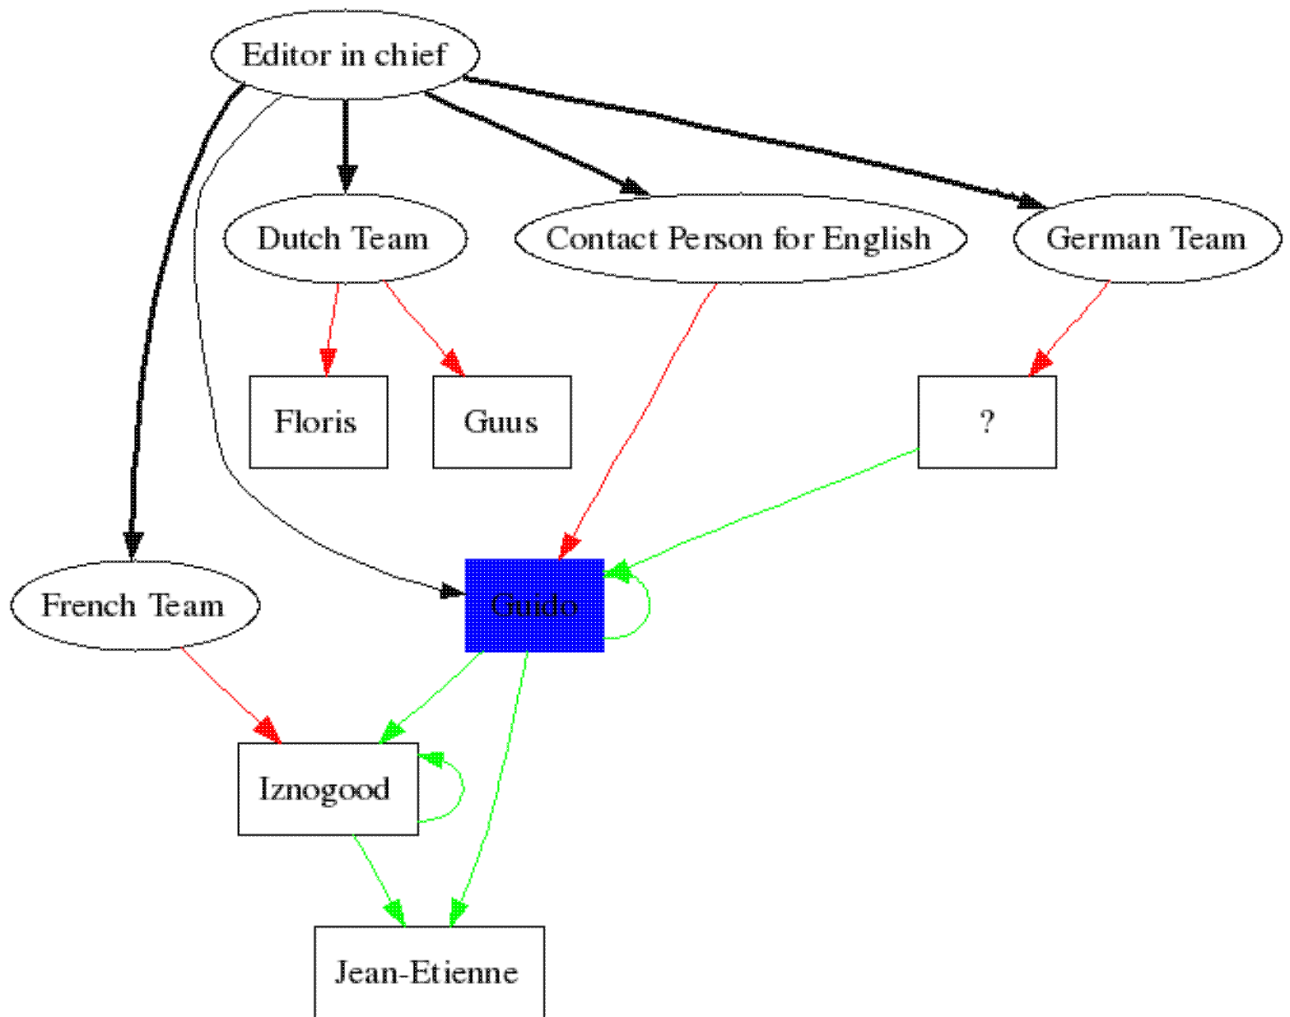 Editor in chief
Dutch Team
Contact Person for English
German Team
Floris
Guus
?
French Team
Guido
Iznogood
Jean-Etienne